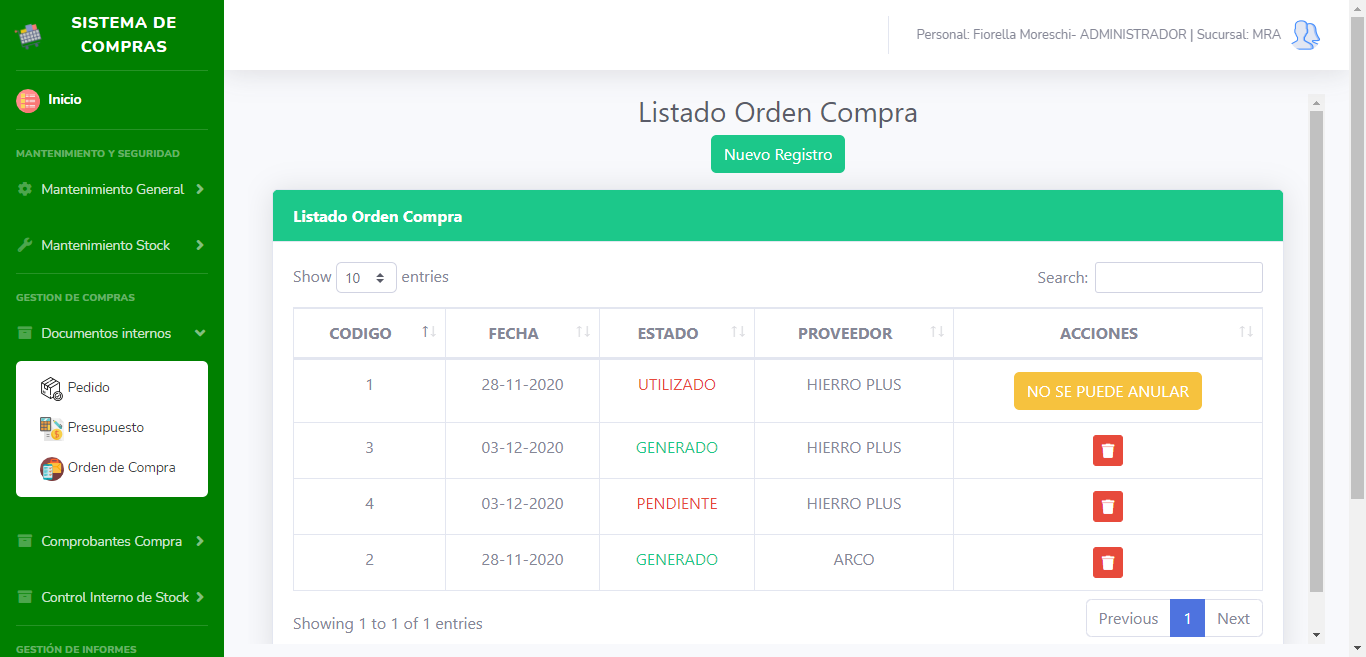 SISTEMA DE
COMPRAS
Personal: Fiorella Moreschi- ADMINISTRADOR | Sucursal: MRA
Inicio
MANTENIMIENTO Y SEGURIDAD
Mantenimiento General
Mantenimiento Stock
GESTION DE COMPRAS
Documentos internos
Pedido
Presupuesto
Orden de Compra
Comprobantes Compra
Control Interno de Stock
GESTIÓN DE INFORMES
Listado Orden Compra
Nuevo Registro
Listado Orden Compra
Show 10 entries Search:
CODIGO FECHA ESTADO PROVEEDOR ACCIONES
1 28-11-2020 UTILIZADO HIERRO PLUS NO SE PUEDE ANULAR
3 03-12-2020 GENERADO HIERRO PLUS
4 03-12-2020 PENDIENTE HIERRO PLUS
2 28-11-2020 GENERADO ARCO
Showing 1 to 1 of 1 entries Previous 1 Next